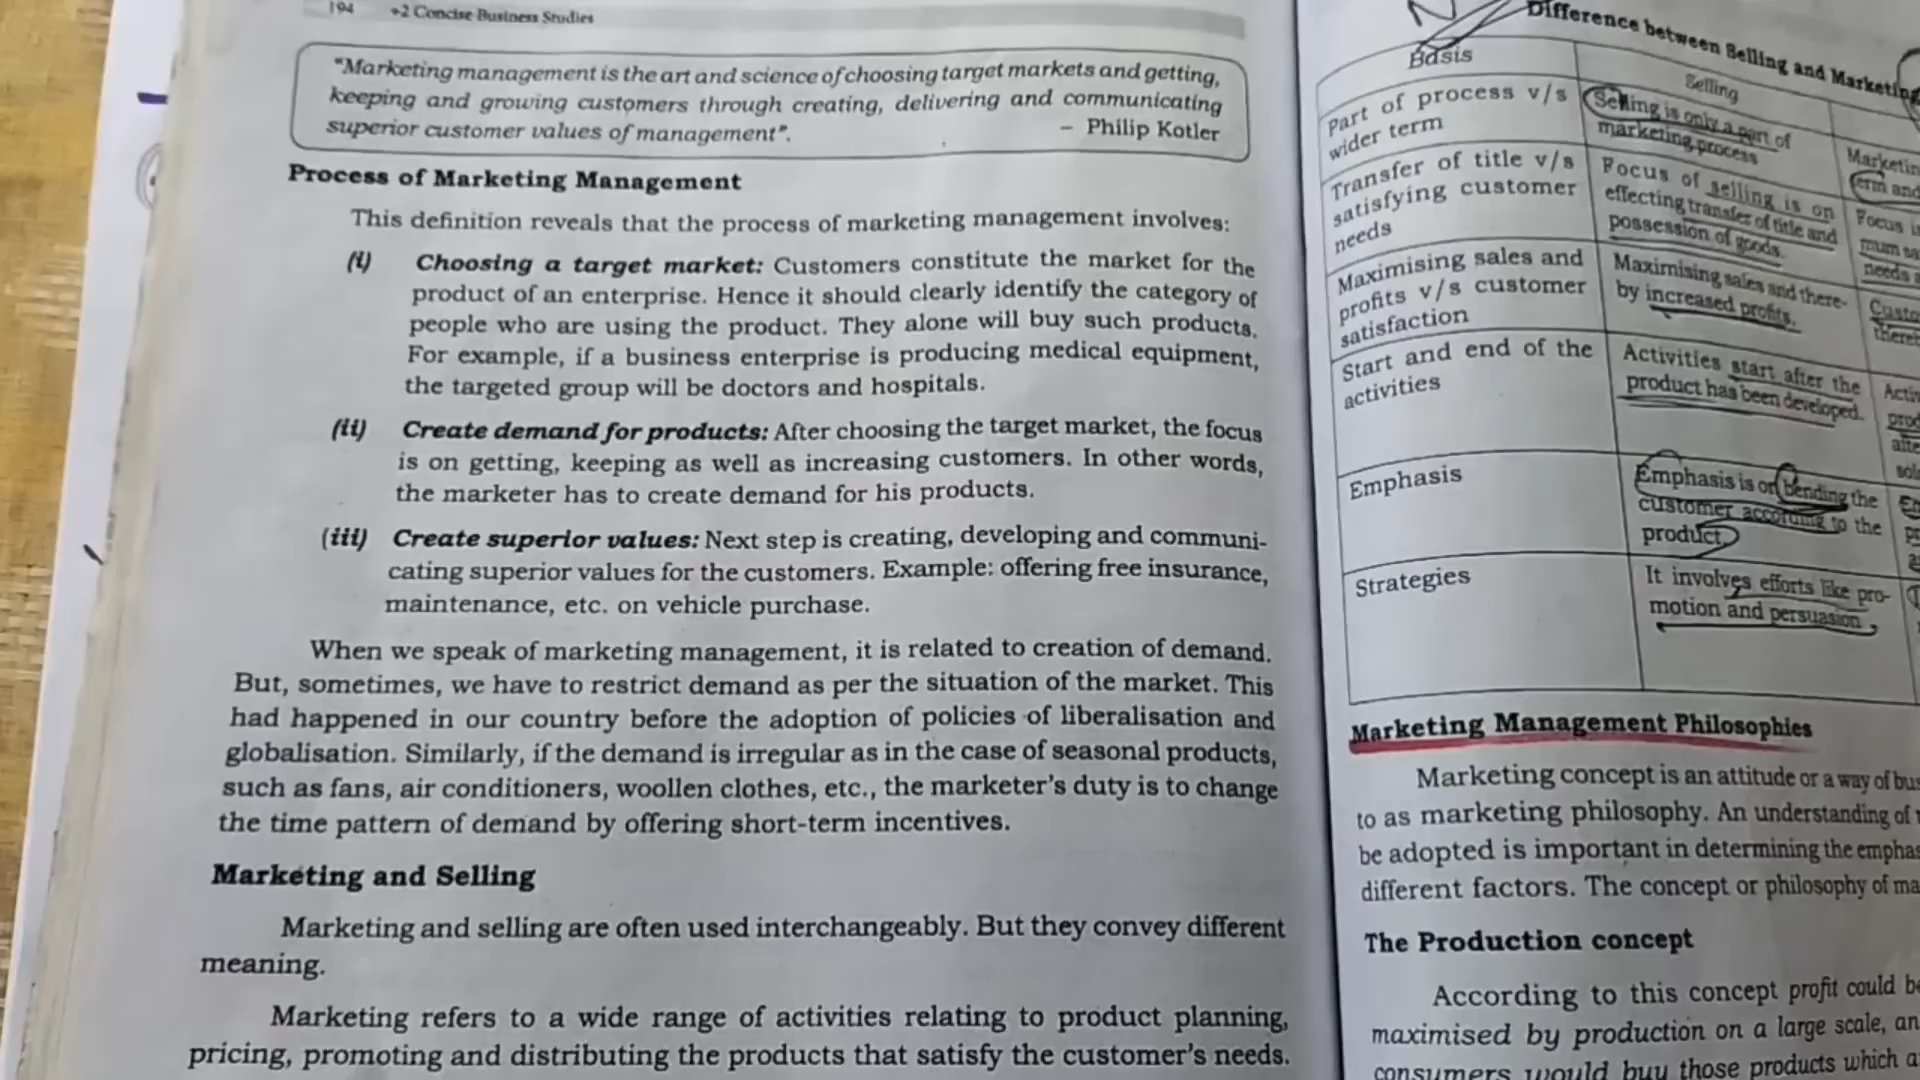 194 +2 Concise Business Studies
"Marketing management is the art and science of choosing target markets and getting,
keeping and growing customers through creating, delivering and communicating
superior customer values of management".
– Philip Kotler
Process of Marketing Management
This definition reveals that the process of marketing management involves:
(i) Choosing a target market: Customers constitute the market for the
product of an enterprise. Hence it should clearly identify the category of
people who are using the product. They alone will buy such products.
For example, if a business enterprise is producing medical equipment,
the targeted group will be doctors and hospitals.
(ii) Create demand for products: After choosing the target market, the focus
is on getting, keeping as well as increasing customers. In other words,
the marketer has to create demand for his products.
(iii) Create superior values: Next step is creating, developing and communi-
cating superior values for the customers. Example: offering free insurance,
maintenance, etc. on vehicle purchase.
When we speak of marketing management, it is related to creation of demand.
But, sometimes, we have to restrict demand as per the situation of the market. This
had happened in our country before the adoption of policies of liberalisation and
globalisation. Similarly, if the demand is irregular as in the case of seasonal products,
such as fans, air conditioners, woollen clothes, etc., the marketer's duty is to change
the time pattern of demand by offering short-term incentives.
Marketing and Selling
Marketing and selling are often used interchangeably. But they convey different
meaning.
Marketing refers to a wide range of activities relating to product planning,
pricing, promoting and distributing the products that satisfy the customer's needs.
Difference between Selling and Marketing
Basis
Selling
Part of process v/s
wider term
Selling is only a part of
marketing process
Transfer of title v/s
satisfying customer
needs
Focus of selling is on
effecting transfer of title and
possession of goods.
Focus
needs
Maximising sales and
profits v/s customer
satisfaction
Maximising sales and there-
by increased profits.
Start and end of the
activities
Activities start after the
product has been developed.
Emphasis
Emphasis is on bending the
customer according to the
product
Strategies
It involves efforts like pro-
motion and persuasion
Marketing Management Philosophies
Marketing concept is an attitude or a way of
to as marketing philosophy. An understanding of
be adopted is important in determining the
different factors. The concept or philosophy of
The Production concept
According to this concept profit could
maximised by production on a large scale,
consumers would buy those products which